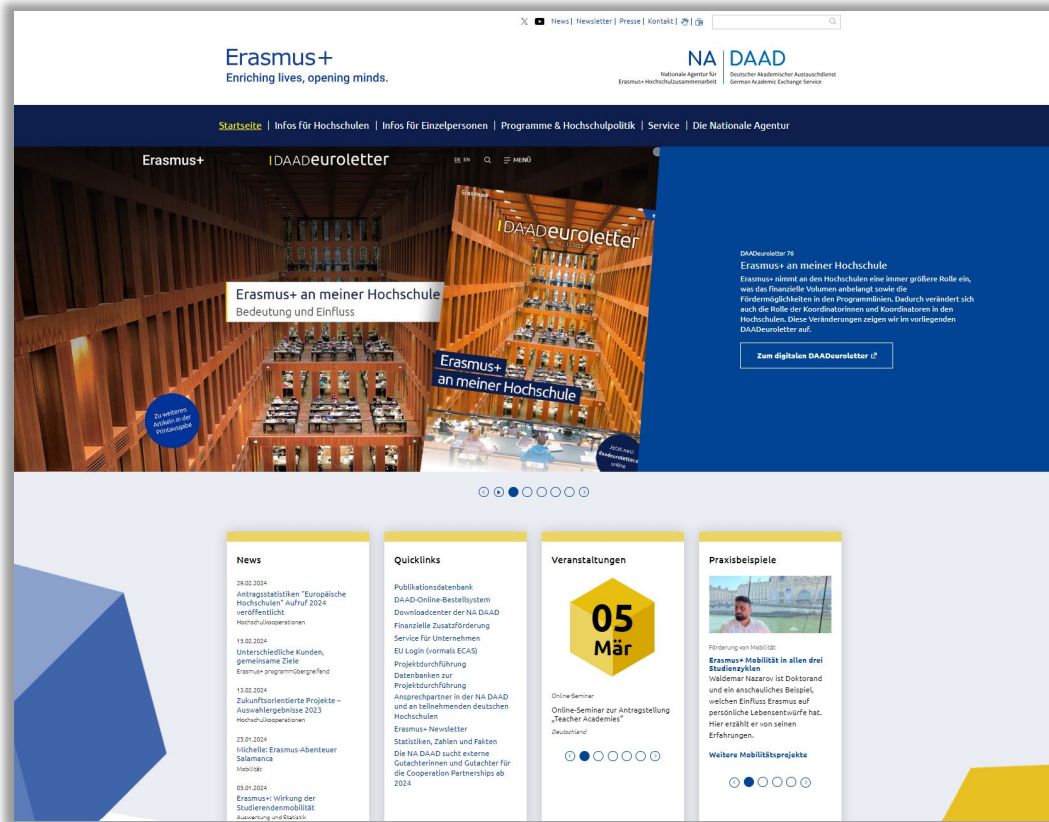 News | Newsletter | Presse | Kontakt |
Erasmus+
Enriching lives, opening minds.
NA DAAD
Nationale Agentur für
Erasmus+ Hochschulzusammenarbeit
Deutscher Akademischer Austauschdienst
German Academic Exchange Service
Startseite | Infos für Hochschulen | Infos für Einzelpersonen | Programme & Hochschulpolitik | Service | Die Nationale Agentur
Erasmus+
DAADeuroletter
DE EN
MENÜ
Erasmus+
DAADeuroletter
Erasmus+ an meiner Hochschule
Bedeutung und Einfluss
Erasmus+
an meiner Hochschule
Zu weiteren
Artikeln in der
Printausgabe
Jetzt neu:
daadeuroletter.de
online
DAADeuroletter 76
Erasmus+ an meiner Hochschule
Erasmus+ nimmt an den Hochschulen eine immer größere Rolle ein,
was das finanzielle Volumen anbelangt sowie die
Fördermöglichkeiten in den Programmlinien. Dadurch verändert sich
auch die Rolle der Koordinatorinnen und Koordinatoren in den
Hochschulen. Diese Veränderungen zeigen wir im vorliegenden
DAADeuroletter auf.
Zum digitalen DAADeuroletter
News
29.02.2024
Antragsstatistiken "Europäische
Hochschulen" Aufruf 2024
veröffentlicht
Hochschulkooperationen
15.02.2024
Unterschiedliche Kunden,
gemeinsame Ziele
Erasmus+ programmübergreifend
13.02.2024
Zukunftsorientierte Projekte –
Auswahlergebnisse 2023
Hochschulkooperationen
25.01.2024
Michelle: Erasmus-Abenteuer
Salamanca
Mobilität
05.01.2024
Erasmus+: Wirkung der
Studierendenmobilität
Auswertung und Statistik
Quicklinks
Publikationsdatenbank
DAAD-Online-Bestellsystem
Downloadcenter der NA DAAD
Finanzielle Zusatzförderung
Service für Unternehmen
EU Login (vormals ECAS)
Projektdurchführung
Datenbanken zur
Projektdurchführung
Ansprechpartner in der NA DAAD
und an teilnehmenden deutschen
Hochschulen
Erasmus+ Newsletter
Statistiken, Zahlen und Fakten
Die NA DAAD sucht externe
Gutachterinnen und Gutachter für
die Cooperation Partnerships ab
2024
Veranstaltungen
05
Mär
Online-Seminar
Online-Seminar zur Antragstellung
„Teacher Academies"
Deutschland
Praxisbeispiele
Förderung von Mobilität
Erasmus+ Mobilität in allen drei
Studienzyklen
Waldemar Nazarov ist Doktorand
und ein anschauliches Beispiel,
welchen Einfluss Erasmus auf
persönliche Lebensentwürfe hat.
Hier erzählt er von seinen
Erfahrungen.
Weitere Mobilitätsprojekte